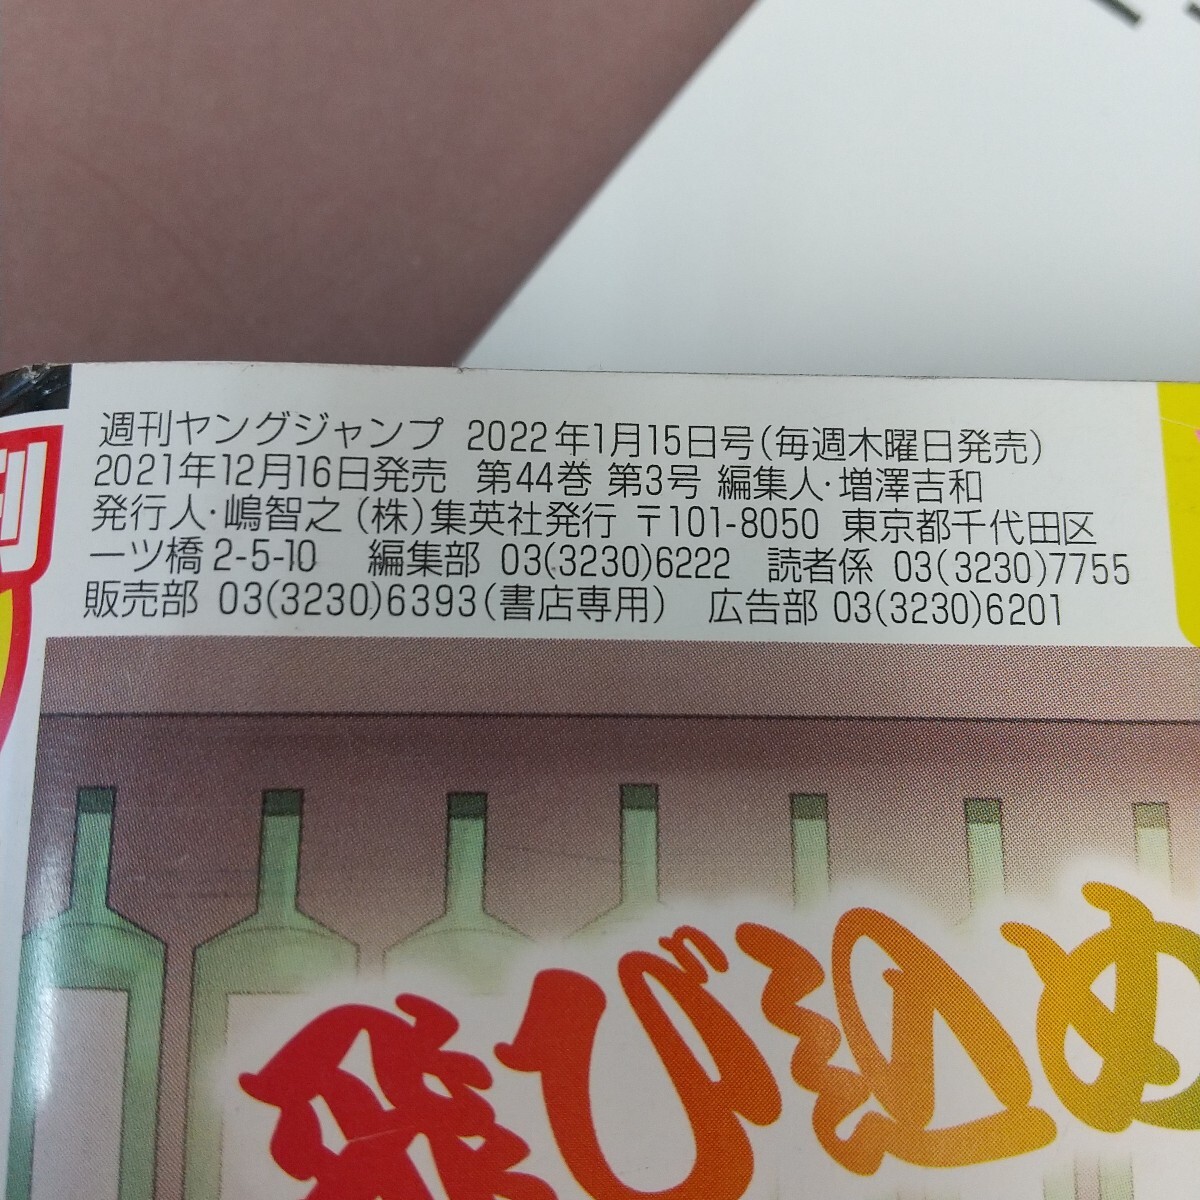 週刊ヤングジャンプ 2022年1月15日号(毎週木曜日発売)
2021年12月16日発売 第44巻 第3号 編集人・増澤吉和
発行人・嶋智之(株)集英社発行 〒101-8050 東京都千代田区
一ツ橋2-5-10 編集部 03(3230)6222 読者係 03(3230)7755
販売部 03(3230)6393(書店専用) 広告部 03(3230)6201
刊
飛び込め